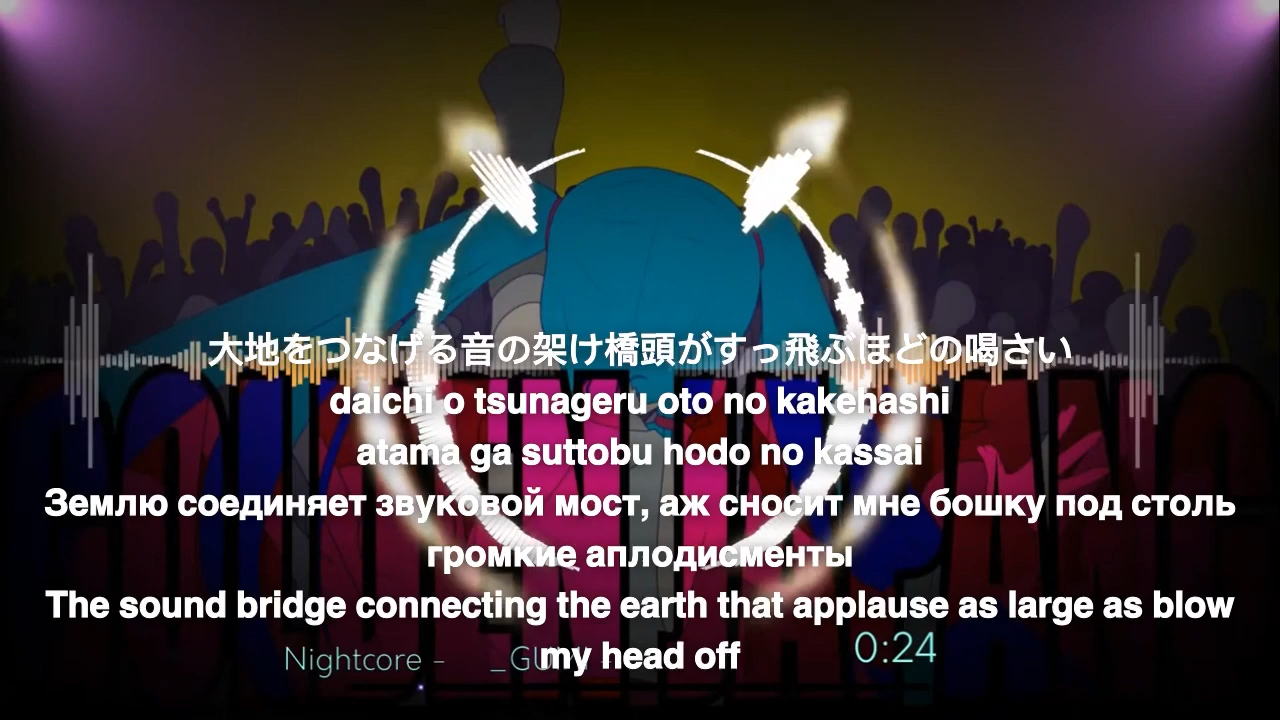 大地をつなげる音の架け橋頭がすっ飛ぶほどの喝さい
daichi o tsunageru oto no kakehashi
atama ga suttobu hodo no kassai
Землю соединяет звуковой мост, аж сносит мне бошку под столь
громкие аплодисменты
The sound bridge connecting the earth that applause as large as blow
my head off
Nightcore -
0:24